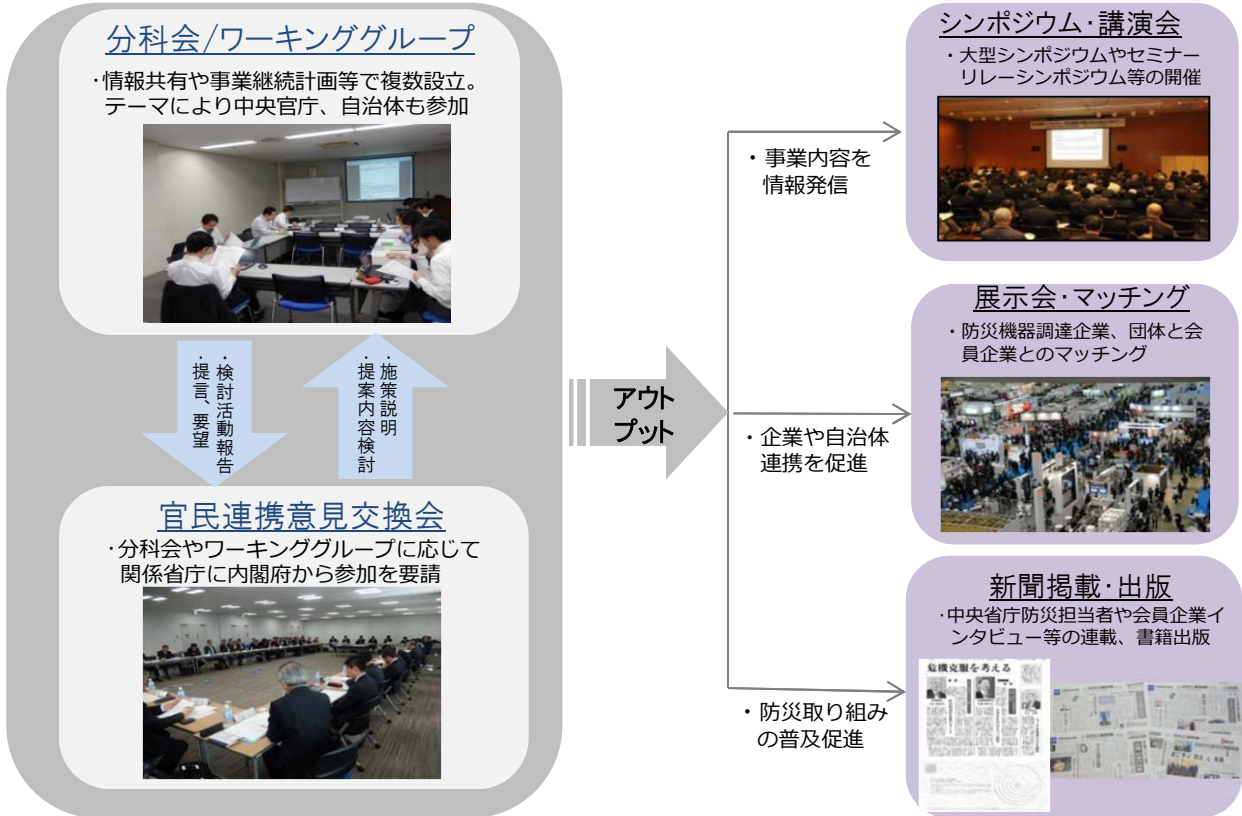 分科会/ワーキンググループ
・情報共有や事業継続計画等で複数設立。
テーマにより中央官庁、自治体も参加
・検討活動報告
・提言、要望
・施策説明
・提案内容検討
官民連携意見交換会
・分科会やワーキンググループに応じて
関係省庁に内閣府から参加を要請
アウト
プット
・事業内容を
情報発信
・企業や自治体
連携を促進
・防災取り組み
の普及促進
シンポジウム・講演会
・大型シンポジウムやセミナー
リレーシンポジウム等の開催
展示会・マッチング
・防災機器調達企業、団体と会
員企業とのマッチング
新聞掲載・出版
・中央省庁防災担当者や会員企業イ
ンタビュー等の連載、書籍出版
危機克服を考える